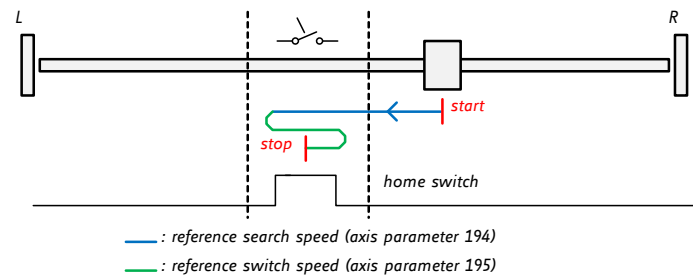 L
R
start
stop
home switch
: reference search speed (axis parameter 194)
: reference switch speed (axis parameter 195)